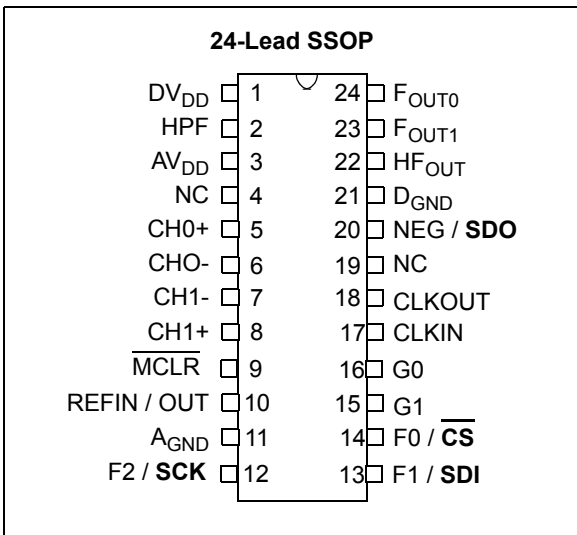 24-Lead SSOP
DVDD 1 24 FOUT0
HPF 2 23 FOUT1
AVDD 3 22 HFOUT
NC 4 21 DGND
CH0+ 5 20 NEG / SDO
CHO- 6 19 NC
CH1- 7 18 CLKOUT
CH1+ 8 17 CLKIN
MCLR 9 16 G0
REFIN / OUT 10 15 G1
AGND 11 14 F0 / CS
F2 / SCK 12 13 F1 / SDI